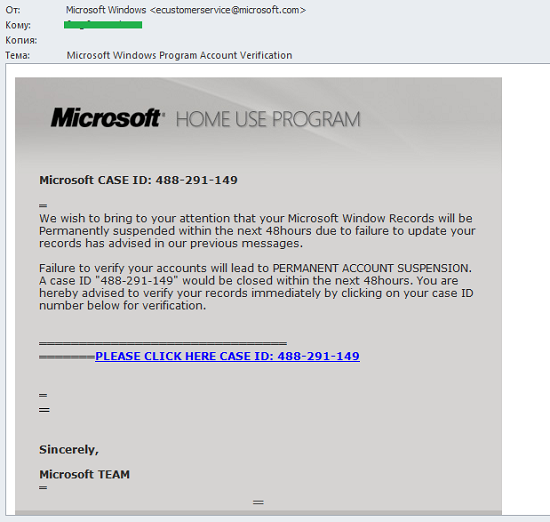 От: Microsoft Windows <ecustomerservice@microsoft.com>
Кому:
Копия:
Тема: Microsoft Windows Program Account Verification
Microsoft® HOME USE PROGRAM
Microsoft CASE ID: 488-291-149
=
We wish to bring to your attention that your Microsoft Window Records will be
Permanently suspended within the next 48hours due to failure to update your
records has advised in our previous messages.
Failure to verify your accounts will lead to PERMANENT ACCOUNT SUSPENSION.
A case ID "488-291-149" would be closed within the next 48hours. You are
hereby advised to verify your records immediately by clicking on your case ID
number below for verification.
===============================
=======PLEASE CLICK HERE CASE ID: 488-291-149
=
=
Sincerely,
Microsoft TEAM
=
=